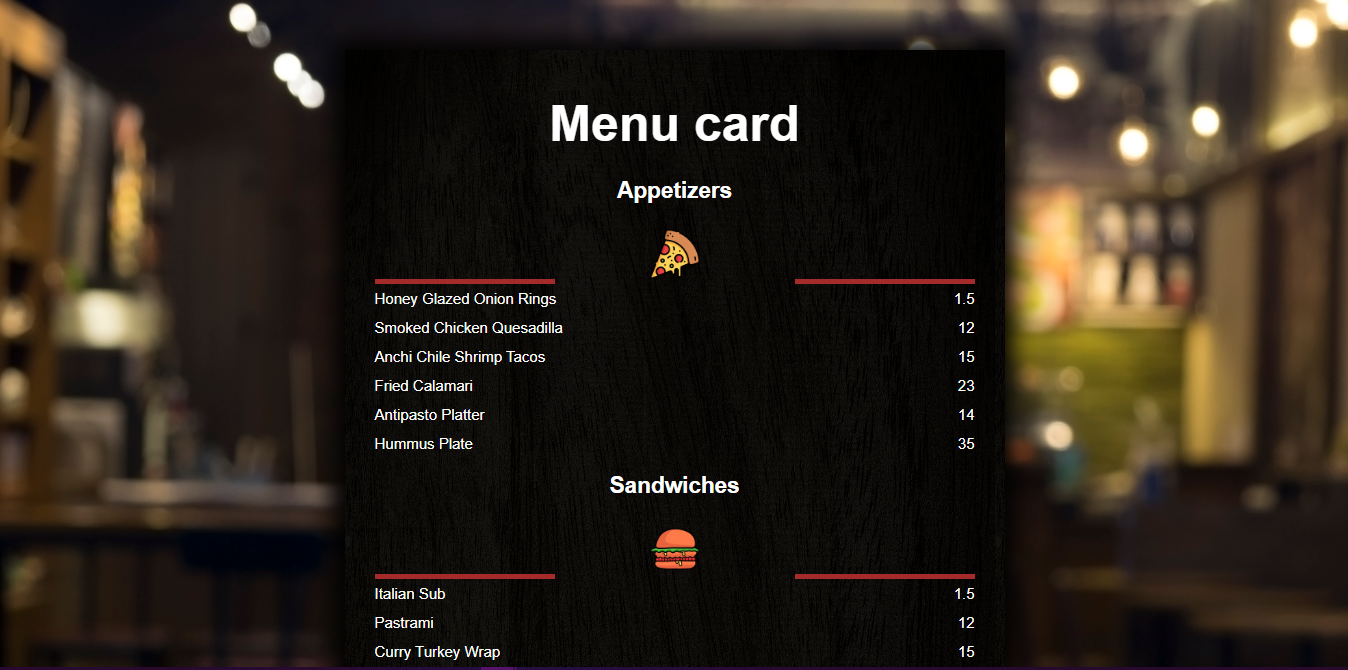 Menu card
Appetizers
Honey Glazed Onion Rings 1.5
Smoked Chicken Quesadilla 12
Anchi Chile Shrimp Tacos 15
Fried Calamari 23
Antipasto Platter 14
Hummus Plate 35
Sandwiches
Italian Sub 1.5
Pastrami 12
Curry Turkey Wrap 15